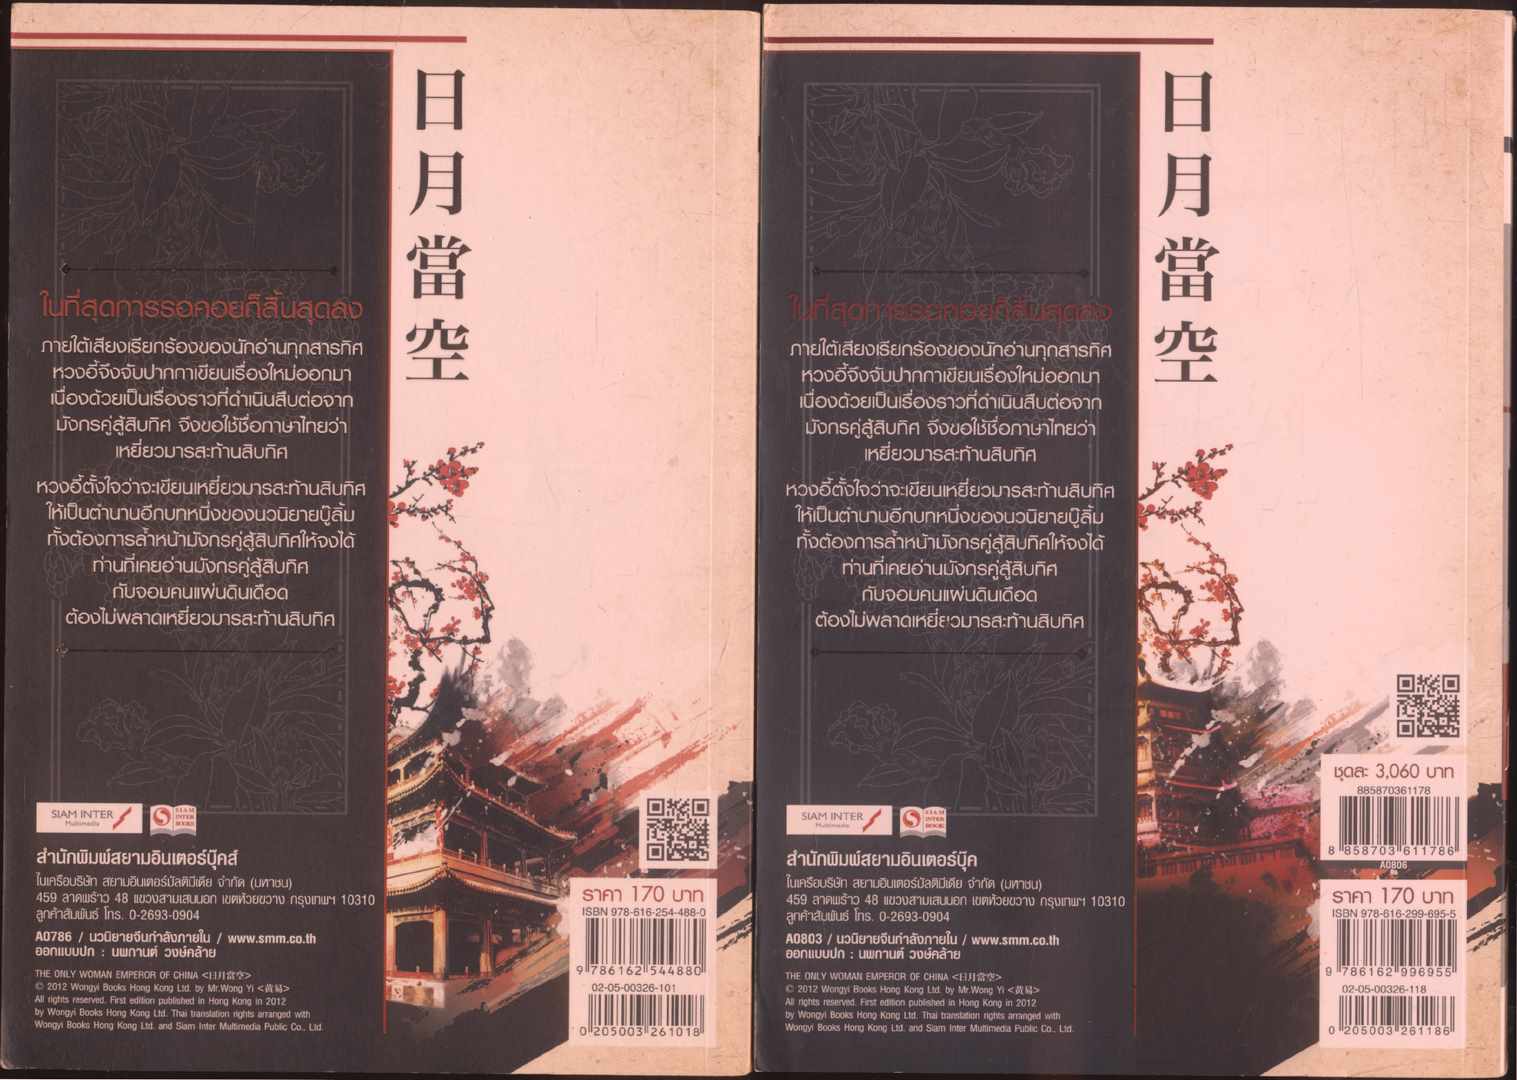 日月當空
ในที่สุดการรอคอยก็สิ้นสุดลง
ภายใต้เสียงเรียกร้องของนักอ่านทุกสารทิศ
หวงอี้จึงจับปากกาเขียนเรื่องใหม่ออกมา
เนื่องด้วยเป็นเรื่องราวที่ดำเนินสืบต่อจาก
มังกรคู่สู้สิบทิศ จึงขอใช้ชื่อภาษาไทยว่า
เหยี่ยวมารสะท้านสิบทิศ
หวงอี้ตั้งใจว่าจะเขียนเหยี่ยวมารสะท้านสิบทิศ
ให้เป็นตำนานอีกบทหนึ่งของนวนิยายบู๊ลิ้ม
ทั้งต้องการล้ำหน้ามังกรคู่สู้สิบทิศให้จงได้
ท่านที่เคยอ่านมังกรคู่สู้สิบทิศ
กับจอมคนแผ่นดินเดือด
ต้องไม่พลาดเหยี่ยวมารสะท้านสิบทิศ
SIAM INTER
Multimedia
SIAM
INTER
BOOKS
สำนักพิมพ์สยามอินเตอร์บุ๊คส์
ในเครือบริษัท สยามอินเตอร์มัลติมีเดีย จำกัด (มหาชน)
459 ลาดพร้าว 48 แขวงสามเสนนอก เขตห้วยขวาง กรุงเทพฯ 10310
ลูกค้าสัมพันธ์ โทร. 0-2693-0904
A0786 / นวนิยายจีนกำลังภายใน / www.smm.co.th
ออกแบบปก : นพกานต์ วงษ์คล้าย
THE ONLY WOMAN EMPEROR OF CHINA <日月當空>
© 2012 Wongyi Books Hong Kong Ltd. by Mr.Wong Yi <黄易>
All rights reserved. First edition published in Hong Kong in 2012
by Wongyi Books Hong Kong Ltd. Thai translation rights arranged with
Wongyi Books Hong Kong Ltd. and Siam Inter Multimedia Public Co., Ltd.
ราคา 170 บาท
ISBN 978-616-254-488-0
9 786162 544880
02-05-00326-101
0 205003 261018
日月當空
ในที่สุดการรอคอยก็สิ้นสุดลง
ภายใต้เสียงเรียกร้องของนักอ่านทุกสารทิศ
หวงอี้จึงจับปากกาเขียนเรื่องใหม่ออกมา
เนื่องด้วยเป็นเรื่องราวที่ดำเนินสืบต่อจาก
มังกรคู่สู้สิบทิศ จึงขอใช้ชื่อภาษาไทยว่า
เหยี่ยวมารสะท้านสิบทิศ
หวงอี้ตั้งใจว่าจะเขียนเหยี่ยวมารสะท้านสิบทิศ
ให้เป็นตำนานอีกบทหนึ่งของนวนิยายบู๊ลิ้ม
ทั้งต้องการล้ำหน้ามังกรคู่สู้สิบทิศให้จงได้
ท่านที่เคยอ่านมังกรคู่สู้สิบทิศ
กับจอมคนแผ่นดินเดือด
ต้องไม่พลาดเหยี่ยวมารสะท้านสิบทิศ
SIAM INTER
Multimedia
SIAM
INTER
BOOK
สำนักพิมพ์สยามอินเตอร์บุ๊ค
ในเครือบริษัท สยามอินเตอร์มัลติมีเดีย จำกัด (มหาชน)
459 ลาดพร้าว 48 แขวงสามเสนนอก เขตห้วยขวาง กรุงเทพฯ 10310
ลูกค้าสัมพันธ์ โทร. 0-2693-0904
A0803 / นวนิยายจีนกำลังภายใน / www.smm.co.th
ออกแบบปก : นพกานต์ วงษ์คล้าย
THE ONLY WOMAN EMPEROR OF CHINA <日月當空>
© 2012 Wongyi Books Hong Kong Ltd. by Mr.Wong Yi <黄易>
All rights reserved. First edition published in Hong Kong in 2012
by Wongyi Books Hong Kong Ltd. Thai translation rights arranged with
Wongyi Books Hong Kong Ltd. and Siam Inter Multimedia Public Co., Ltd.
ชุดละ 3,060 บาท
885870361178
8 858703 611786
A0806
ราคา 170 บาท
ISBN 978-616-299-695-5
9 786162 996955
02-05-00326-118
0 205003 261186